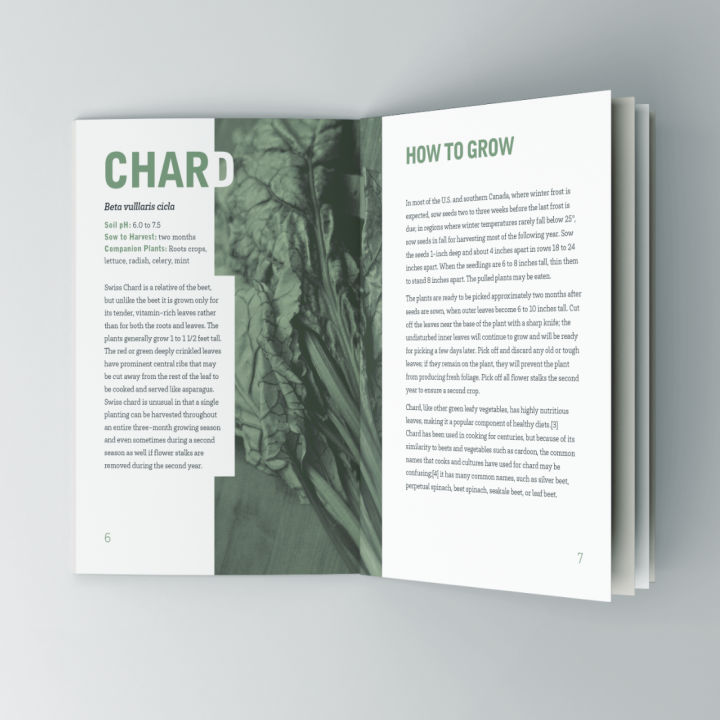 CHARD
Beta vulllaris cicla
Soil pH: 6.0 to 7.5
Sow to Harvest: two months
Companion Plants: Roots crops,
lettuce, radish, celery, mint
Swiss Chard is a relative of the beet,
but unlike the beet it is grown only for
its tender, vitamin-rich leaves rather
than for both the roots and leaves. The
plants generally grow 1 to 1 1/2 feet tall.
The red or green deeply crinkled leaves
have prominent central ribs that may
be cut away from the rest of the leaf to
be cooked and served like asparagus.
Swiss chard is unusual in that a single
planting can be harvested throughout
an entire three-month growing season
and even sometimes during a second
season as well if flower stalks are
removed during the second year.
6
HOW TO GROW
In most of the U.S. and southern Canada, where winter frost is
expected, sow seeds two to three weeks before the last frost is
due; in regions where winter temperatures rarely fall below 25°,
sow seeds in fall for harvesting most of the following year. Sow
the seeds 1-inch deep and about 4 inches apart in rows 18 to 24
inches apart. When the seedlings are 6 to 8 inches tall, thin them
to stand 8 inches apart. The pulled plants may be eaten.
The plants are ready to be picked approximately two months after
seeds are sown, when outer leaves become 6 to 10 inches tall. Cut
off the leaves near the base of the plant with a sharp knife; the
undisturbed inner leaves will continue to grow and will be ready
for picking a few days later. Pick off and discard any old or tough
leaves; if they remain on the plant, they will prevent the plant
from producing fresh foliage. Pick off all flower stalks the second
year to ensure a second crop.
Chard, like other green leafy vegetables, has highly nutritious
leaves, making it a popular component of healthy diets.[3]
Chard has been used in cooking for centuries, but because of its
similarity to beets and vegetables such as cardoon, the common
names that cooks and cultures have used for chard may be
confusing;[4] it has many common names, such as silver beet,
perpetual spinach, beet spinach, seakale beet, or leaf beet.
7